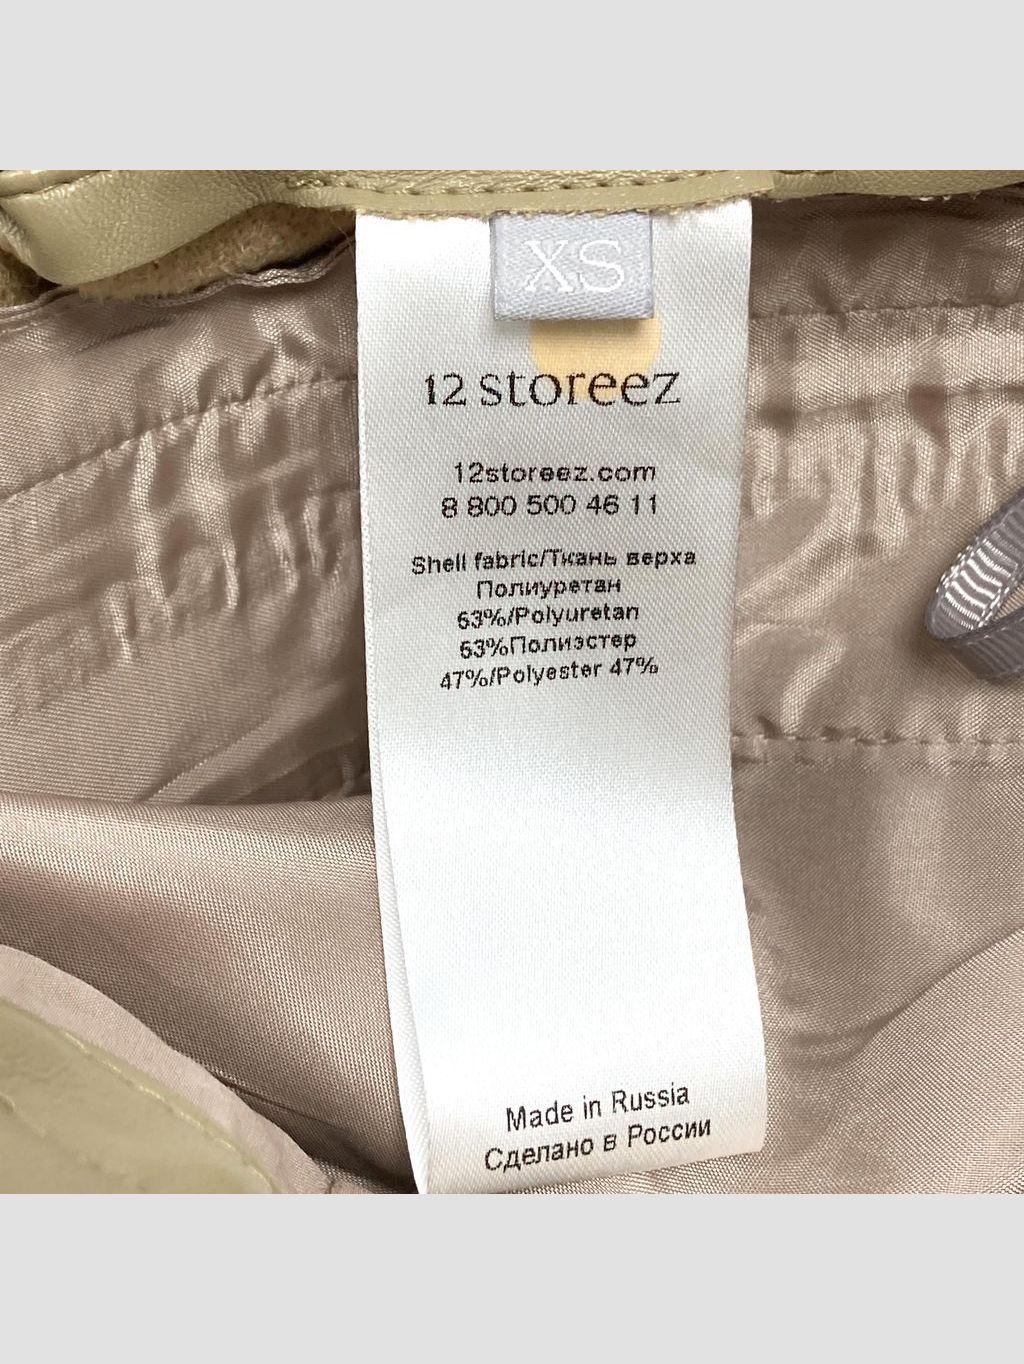 XS
12 storeez
12storeez.com
8 800 500 46 11
Shell fabric/Ткань верха
Полиуретан
53%/Polyuretan
53%Полиэстер
47%/Polyester 47%
Made in Russia
Сделано в России